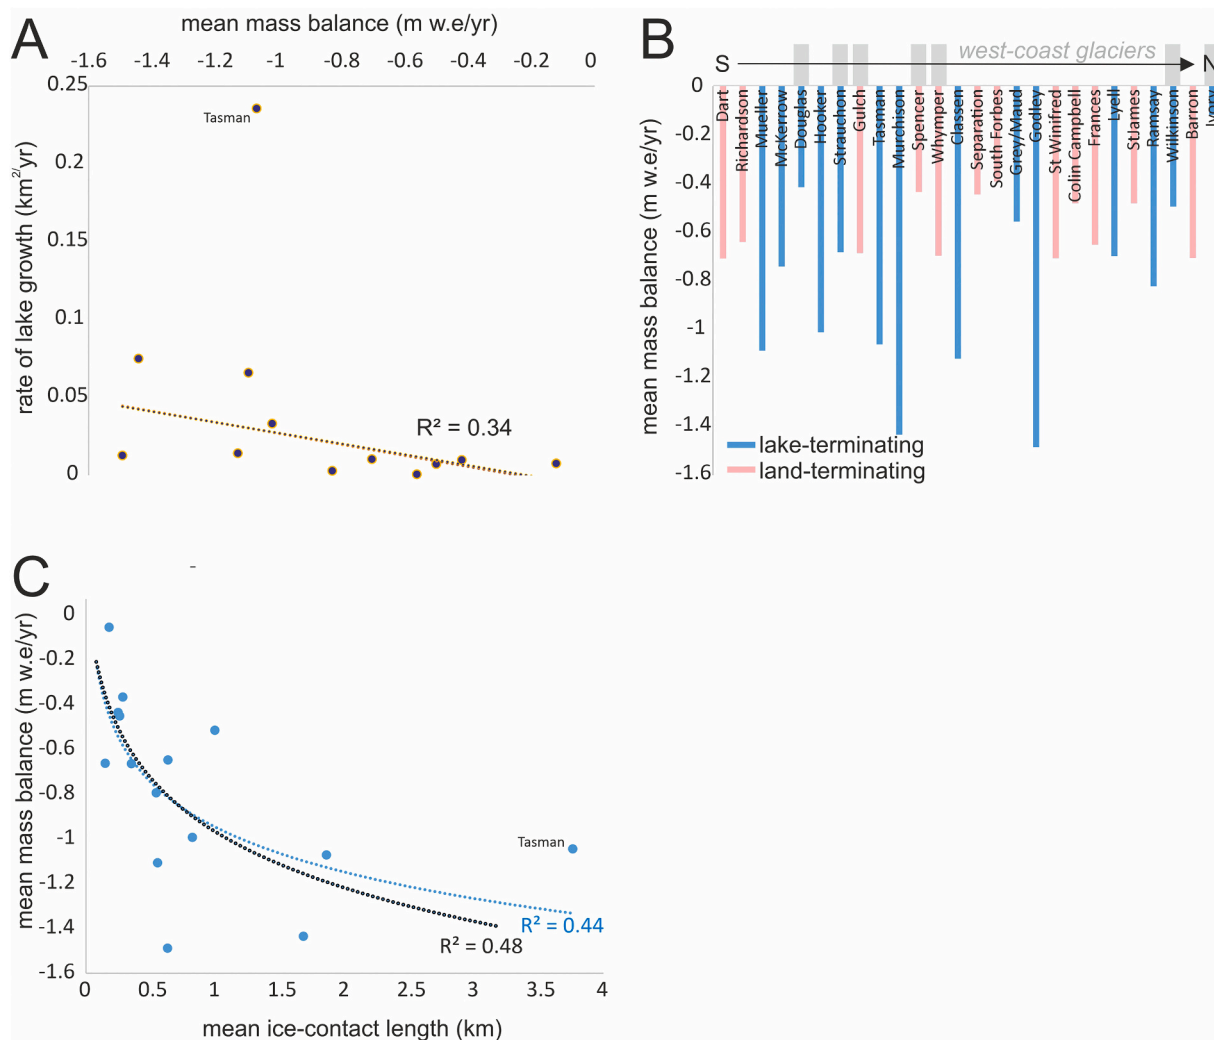 A
mean mass balance (m w.e/yr)
-1.6 -1.4 -1.2 -1 -0.8 -0.6 -0.4 -0.2 0
0.25
0.2
0.15
0.1
0.05
0
rate of lake growth (km²/yr)
Tasman
R² = 0.34
B
west-coast glaciers
S N
0
-0.2
-0.4
-0.6
-0.8
-1
-1.2
-1.4
-1.6
mean mass balance (m w.e/yr)
Dart
Richardson
Mueller
McKerrow
Douglas
Hooker
Strauchon
Gulch
Tasman
Murchison
Spencer
Whymper
Classen
Separation
South Forbes
Grey/Maud
Godley
St Winifred
Colin Campbell
Frances
Lyell
StJames
Ramsay
Wilkinson
Barron
Ivory
lake-terminating
land-terminating
C
-
0
-0.2
-0.4
-0.6
-0.8
-1
-1.2
-1.4
-1.6
mean mass balance (m w.e/yr)
Tasman
R² = 0.44
R² = 0.48
0 0.5 1 1.5 2 2.5 3 3.5 4
mean ice-contact length (km)